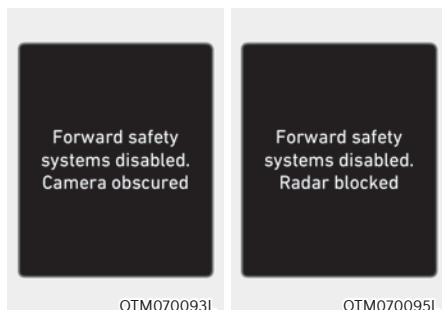 Forward safety
systems disabled.
Camera obscured
OTM070093L
Forward safety
systems disabled.
Radar blocked
OTM070095L